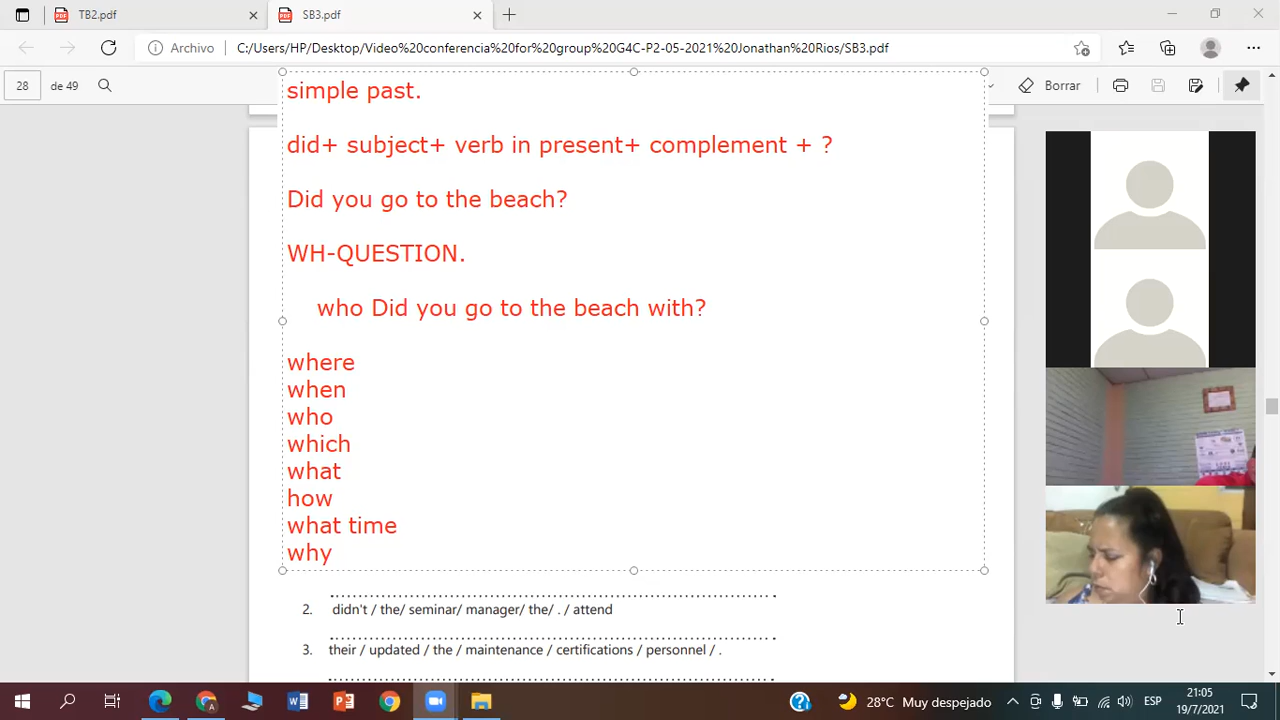 TB2.pdf
SB3.pdf
Archivo C:/Users/HP/Desktop/Video%20conferencia%20for%20group%20G4C-P2-05-2021%20Jonathan%20Rios/SB3.pdf
28 de 49 Borrar
simple past.
did+ subject+ verb in present+ complement + ?
Did you go to the beach?
WH-QUESTION.
who Did you go to the beach with?
where
when
who
which
what
how
what time
why
2. didn't / the/ seminar/ manager/ the/ . / attend
3. their / updated / the / maintenance / certifications / personnel / .
28°C Muy despejado ESP 21:05
19/7/2021